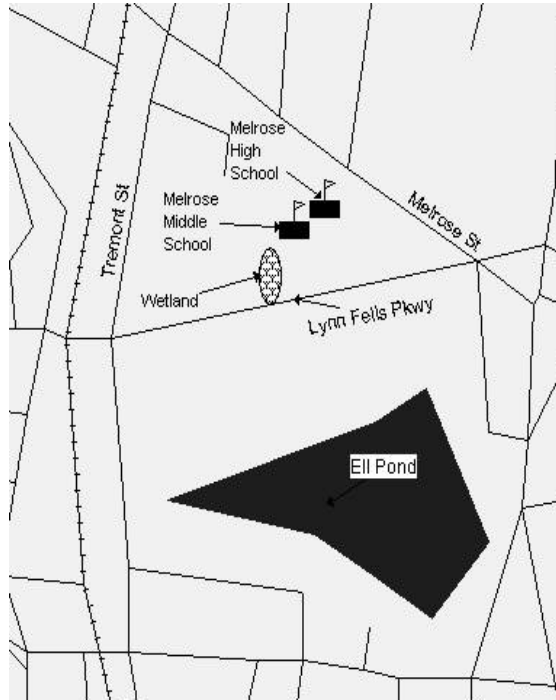 Melrose
High
School
Melrose
Middle
School
Tremont St
Melrose St
Wetland
Lynn Fells Pkwy
Ell Pond